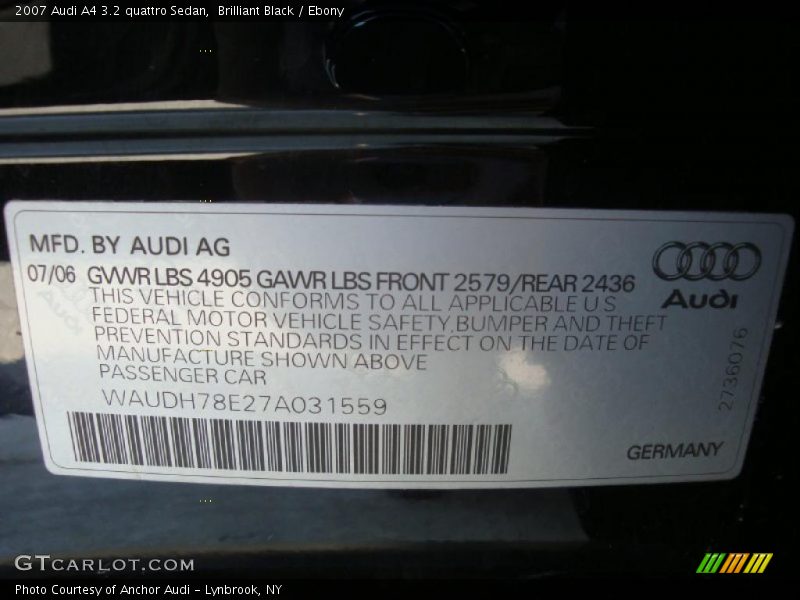 2007 Audi A4 3.2 quattro Sedan,  Brilliant Black / Ebony
MFD. BY AUDI AG
07/06 GVWR LBS 4905 GAWR LBS FRONT 2579/REAR 2436
THIS VEHICLE CONFORMS TO ALL APPLICABLE U S
FEDERAL MOTOR VEHICLE SAFETY,BUMPER AND THEFT
PREVENTION STANDARDS IN EFFECT ON THE DATE OF
MANUFACTURE SHOWN ABOVE
PASSENGER CAR
WAUDH78E27A031559
Audi
2736076
GERMANY
GTCARLOT.COM
Photo Courtesy of Anchor Audi - Lynbrook, NY